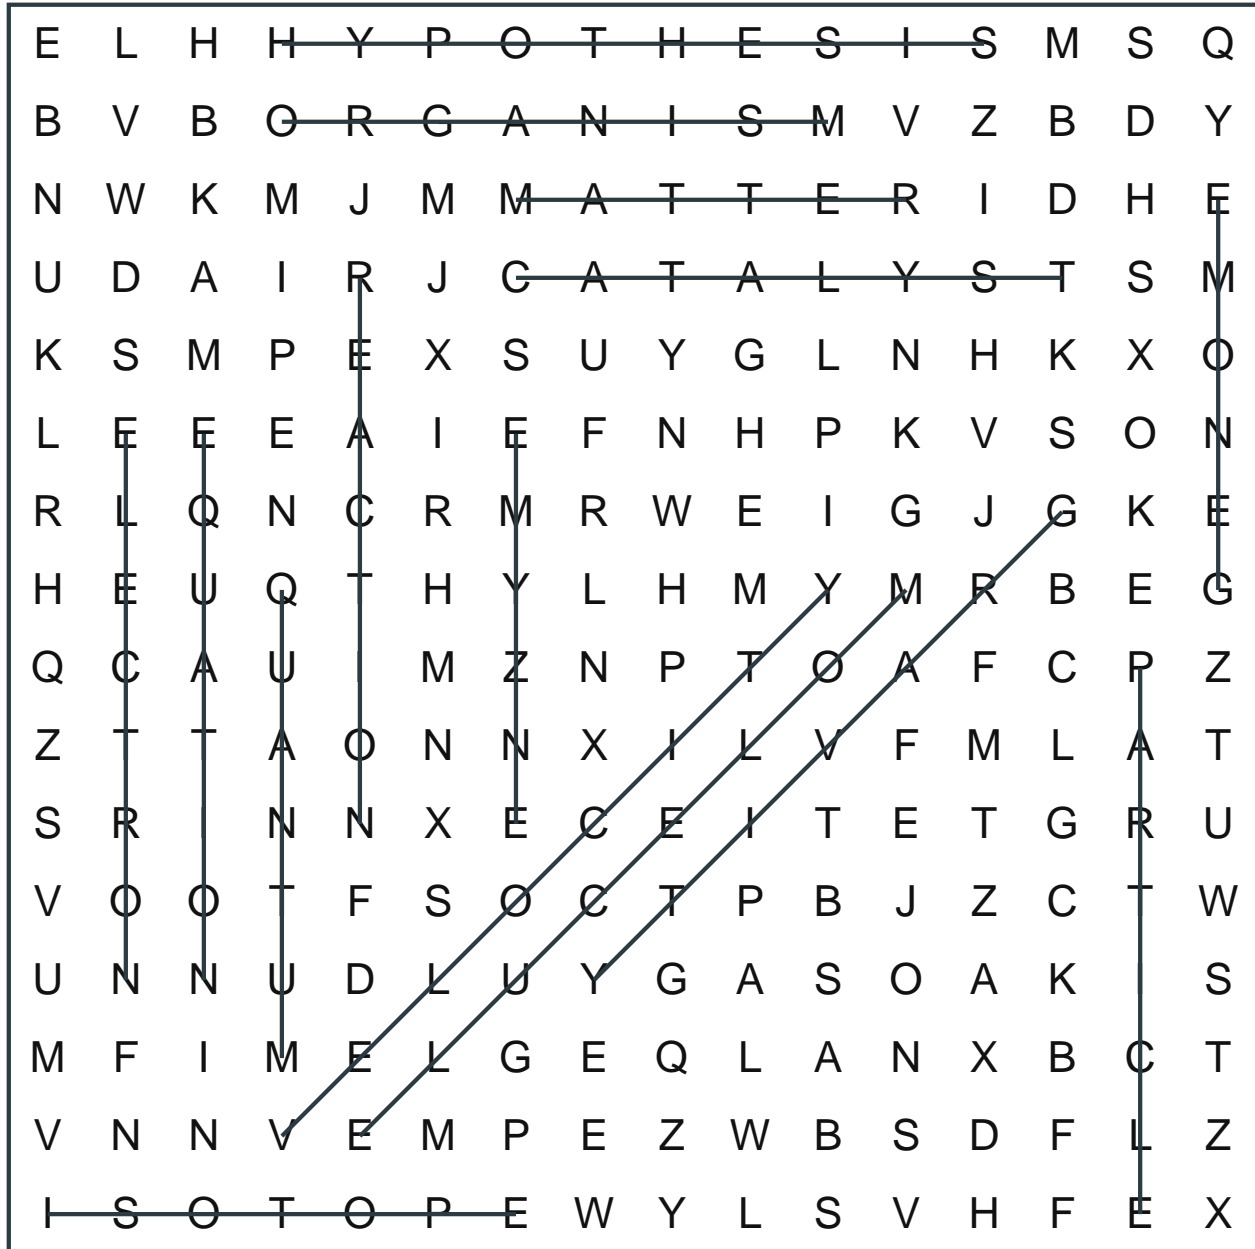 E L H H Y P O T H E S I S M S Q
B V B O R G A N I S M V Z B D Y
N W K M J M M A T T E R I D H E
U D A I R J C A T A L Y S T S M
K S M P E X S U Y G L N H K X O
L E E E A I E F N H P K V S O N
R L Q N C R M R W E I G J G K E
H E U Q T H Y L H M Y M R B E G
Q C A U I M Z N P T O A F C P Z
Z T T A O N N X I L V F M L A T
S R I N N X E C E I T E T G R U
V O O T F S O C T P B J Z C T W
U N N U D L U Y G A S O A K I S
M F I M E L G E Q L A N X B C T
V N N V E M P E Z W B S D F L Z
I S O T O P E W Y L S V H F E X